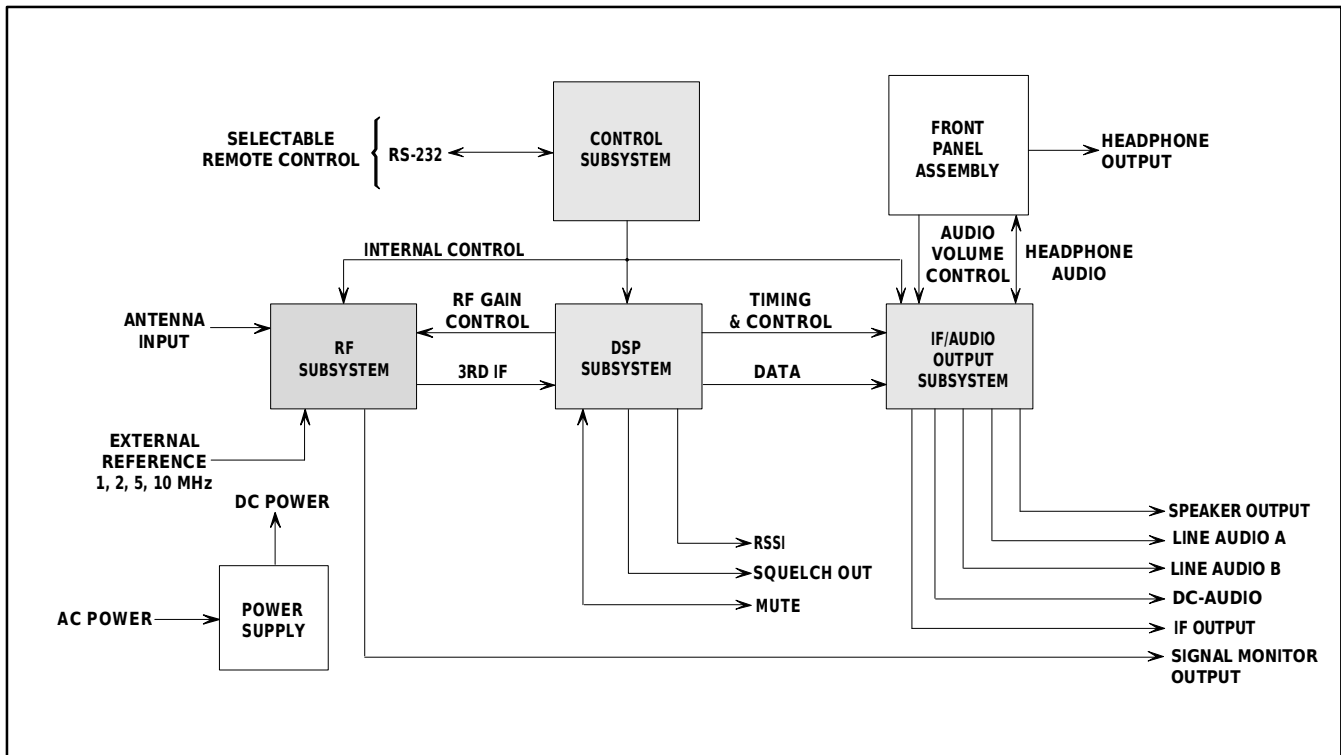 SELECTABLE
REMOTE CONTROL
RS-232
CONTROL
SUBSYSTEM
FRONT
PANEL
ASSEMBLY
HEADPHONE
OUTPUT
INTERNAL CONTROL
AUDIO
VOLUME
CONTROL
HEADPHONE
AUDIO
ANTENNA
INPUT
RF
SUBSYSTEM
RF GAIN
CONTROL
3RD IF
DSP
SUBSYSTEM
TIMING
& CONTROL
DATA
IF/AUDIO
OUTPUT
SUBSYSTEM
EXTERNAL
REFERENCE
1, 2, 5, 10 MHz
DC POWER
AC POWER
POWER
SUPPLY
RSSI
SQUELCH OUT
MUTE
SPEAKER OUTPUT
LINE AUDIO A
LINE AUDIO B
DC-AUDIO
IF OUTPUT
SIGNAL MONITOR
OUTPUT